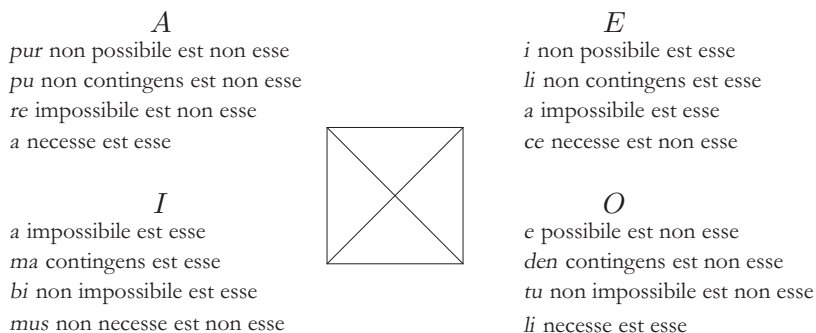 A
pur non possibile est non esse
pu non contingens est non esse
re impossibile est non esse
a necesse est esse
E
i non possibile est esse
li non contingens est esse
a impossibile est esse
ce necesse est non esse
I
a impossibile est esse
ma contingens est esse
bi non impossibile est esse
mus non necesse est non esse
O
e possibile est non esse
den contingens est non esse
tu non impossibile est non esse
li necesse est esse